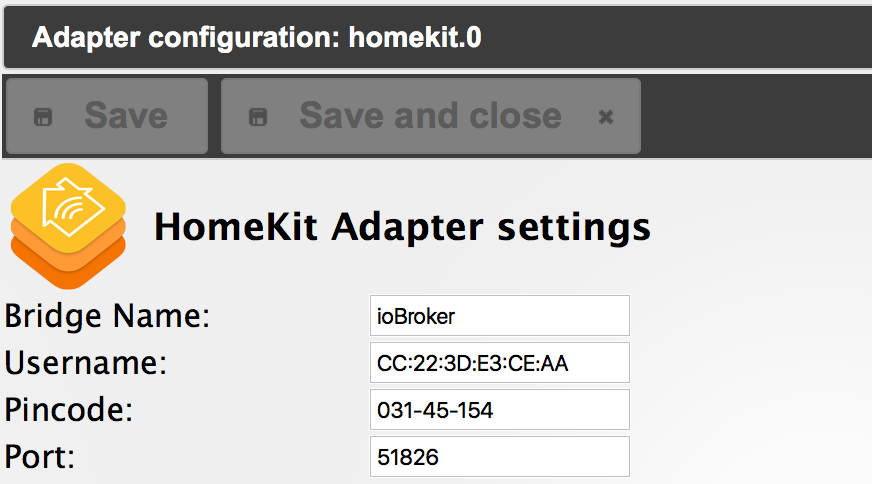 Adapter configuration: homekit.0
Save
Save and close
HomeKit Adapter settings
Bridge Name: ioBroker
Username: CC:22:3D:E3:CE:AA
Pincode: 031-45-154
Port: 51826